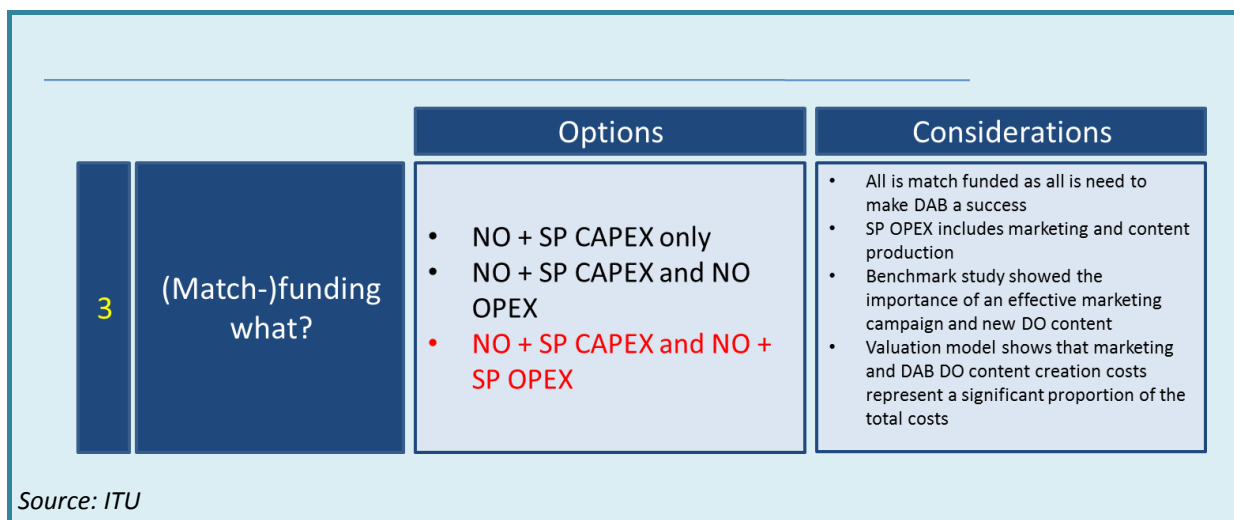 Options
Considerations
3
(Match-)funding
what?
• NO + SP CAPEX only
• NO + SP CAPEX and NO
OPEX
• NO + SP CAPEX and NO +
SP OPEX
• All is match funded as all is need to
make DAB a success
• SP OPEX includes marketing and content
production
• Benchmark study showed the
importance of an effective marketing
campaign and new DO content
• Valuation model shows that marketing
and DAB DO content creation costs
represent a significant proportion of the
total costs
Source: ITU